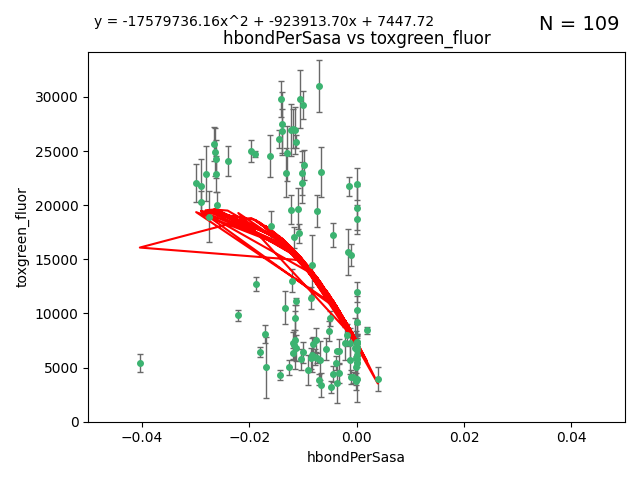 y = -17579736.16x^2 + -923913.70x + 7447.72
N = 109
hbondPerSasa vs toxgreen_fluor
toxgreen_fluor
30000
25000
20000
15000
10000
5000
0
−0.04
−0.02
0.00
0.02
0.04
hbondPerSasa